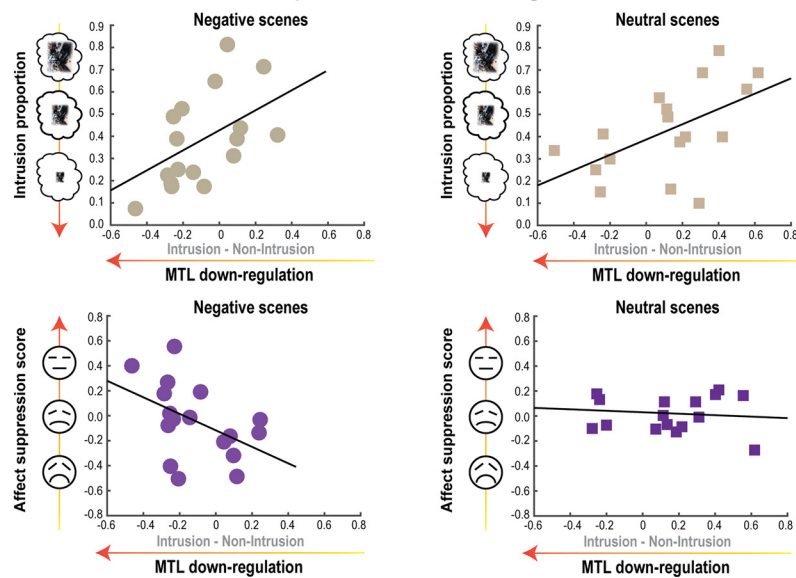 Negative scenes
Intrusion proportion
0.9
0.8
0.7
0.6
0.5
0.4
0.3
0.2
0.1
0.0
-0.6 -0.4 -0.2 0 0.2 0.4 0.6 0.8
Intrusion - Non-Intrusion
MTL down-regulation
Neutral scenes
Intrusion proportion
0.9
0.8
0.7
0.6
0.5
0.4
0.3
0.2
0.1
0.0
-0.6 -0.4 -0.2 0 0.2 0.4 0.6 0.8
Intrusion - Non-Intrusion
MTL down-regulation
Negative scenes
Affect suppression score
0.8
0.6
0.4
0.2
0.0
-0.2
-0.4
-0.6
-0.8
-0.6 -0.4 -0.2 0 0.2 0.4 0.6 0.8
Intrusion - Non-Intrusion
MTL down-regulation
Neutral scenes
Affect suppression score
0.8
0.6
0.4
0.2
0.0
-0.2
-0.4
-0.6
-0.8
-0.6 -0.4 -0.2 0 0.2 0.4 0.6 0.8
Intrusion - Non-Intrusion
MTL down-regulation